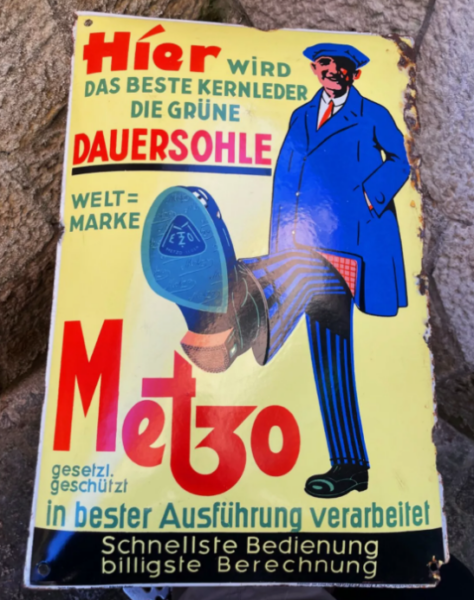 Hier WIRD
DAS BESTE KERNLEDER
DIE GRÜNE
DAUERSOHLE
WELT=
MARKE
METZO
Metzo
gesetzl.
geschützt
in bester Ausführung verarbeitet
Schnellste Bedienung
billigste Berechnung